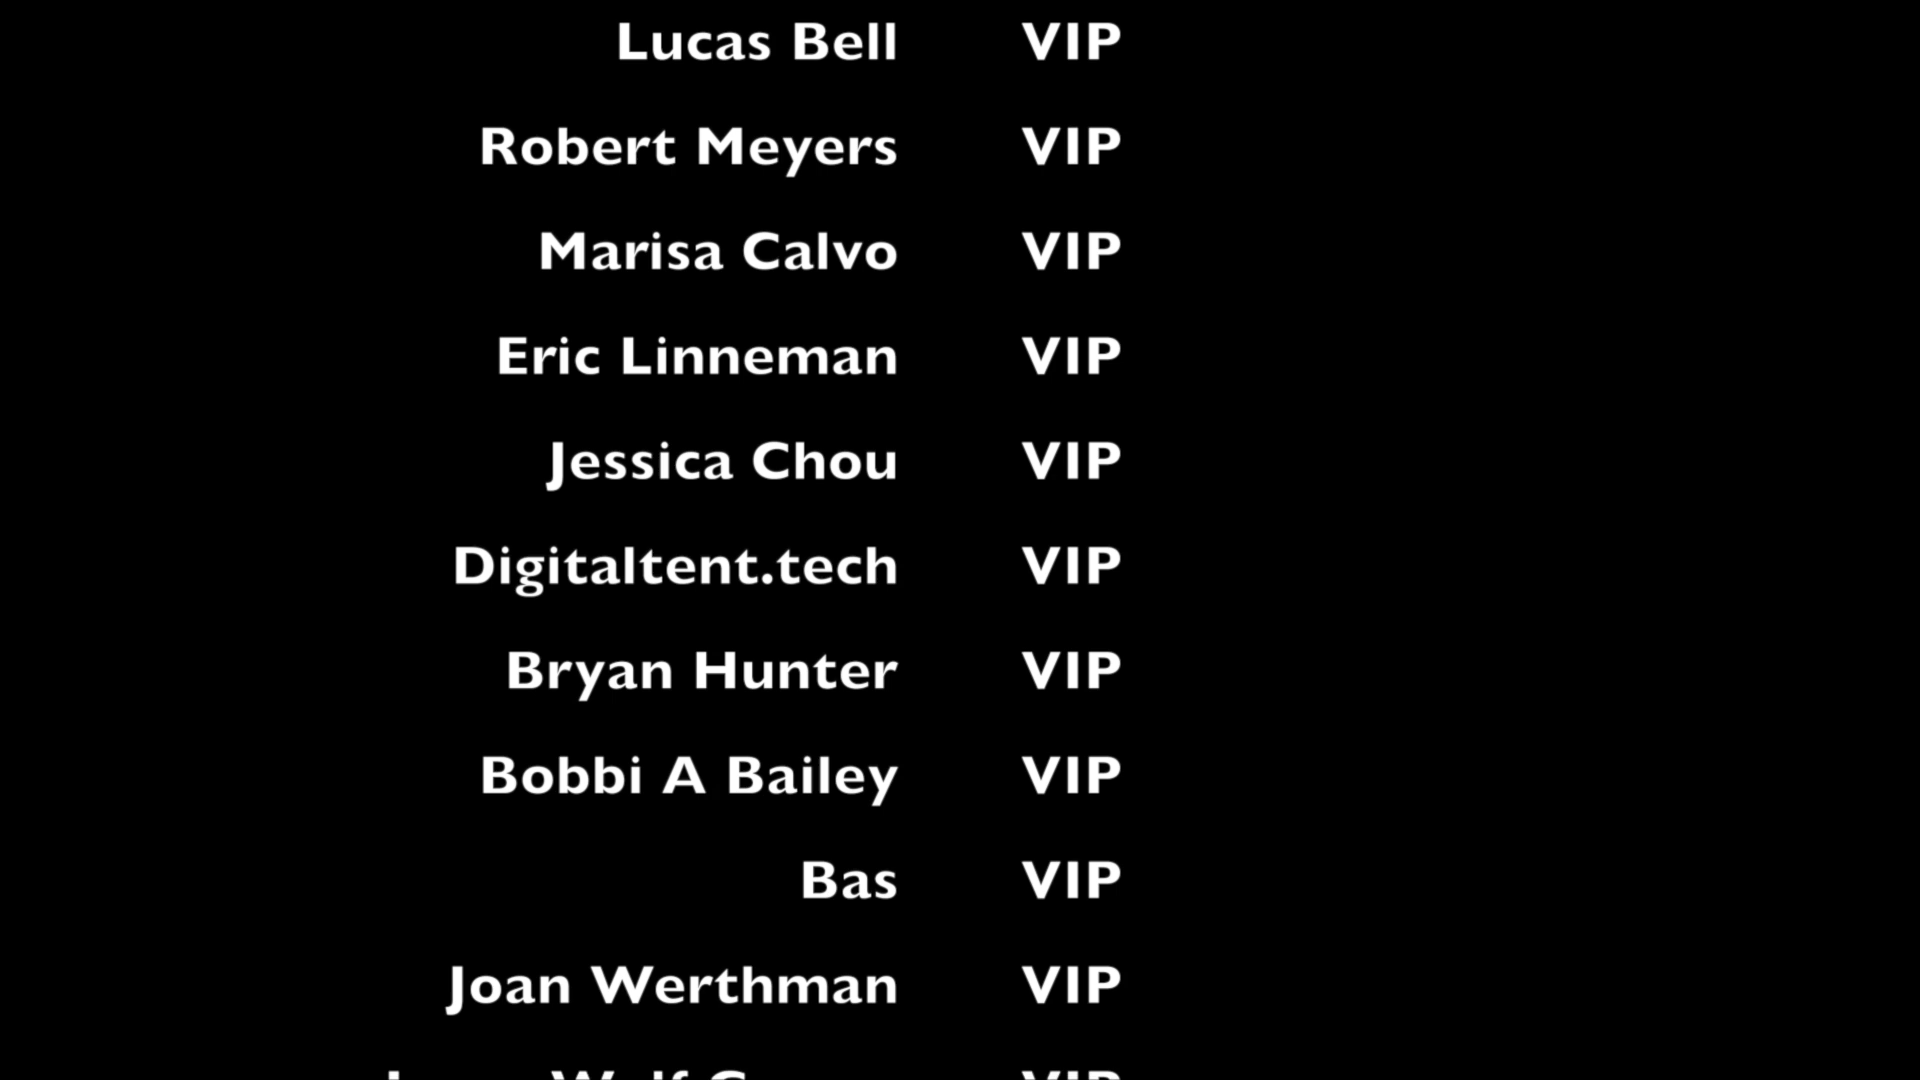 Lucas Bell VIP
Robert Meyers VIP
Marisa Calvo VIP
Eric Linneman VIP
Jessica Chou VIP
Digitaltent.tech VIP
Bryan Hunter VIP
Bobbi A Bailey VIP
Bas VIP
Joan Werthman VIP
VIP